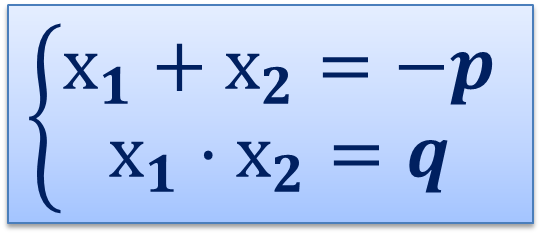 x₁ + x₂ = −p
x₁ · x₂ = q